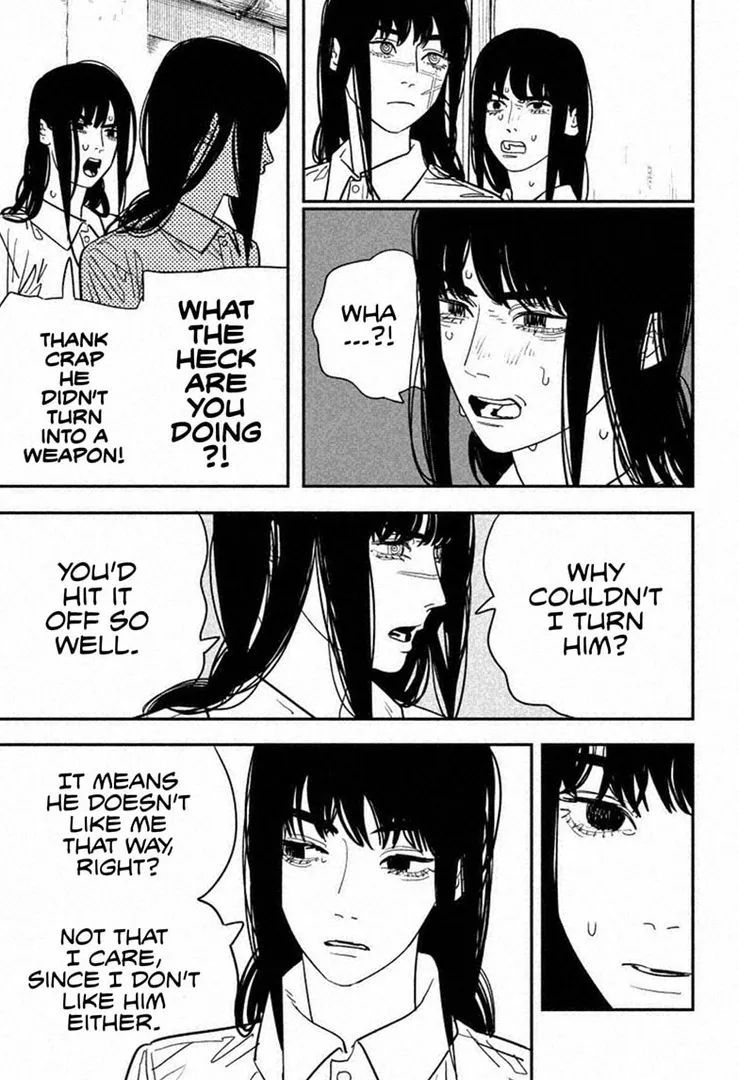 WHA
...?!
WHAT
THE
HECK
ARE
YOU
DOING
?!
THANK
CRAP
HE
DIDN'T
TURN
INTO A
WEAPON!
WHY
COULDN'T
I TURN
HIM?
YOU'D
HIT IT
OFF SO
WELL.
IT MEANS
HE DOESN'T
LIKE ME
THAT WAY,
RIGHT?
NOT THAT
I CARE,
SINCE I DON'T
LIKE HIM
EITHER.